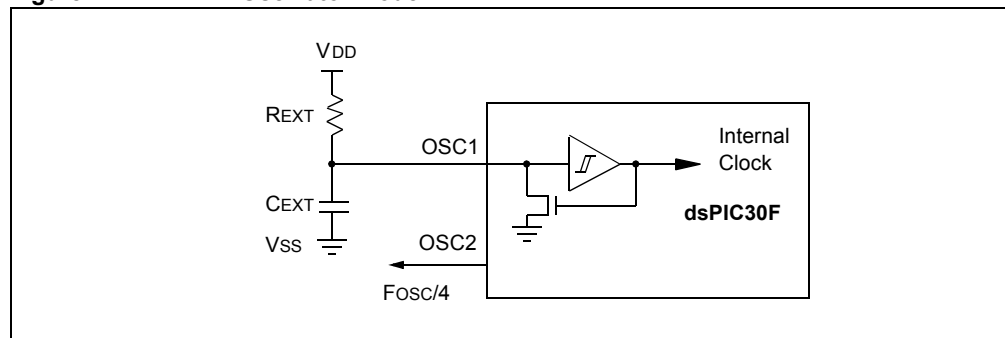 VDD
REXT
OSC1
Internal
Clock
CEXT
dsPIC30F
VSS
OSC2
FOSC/4